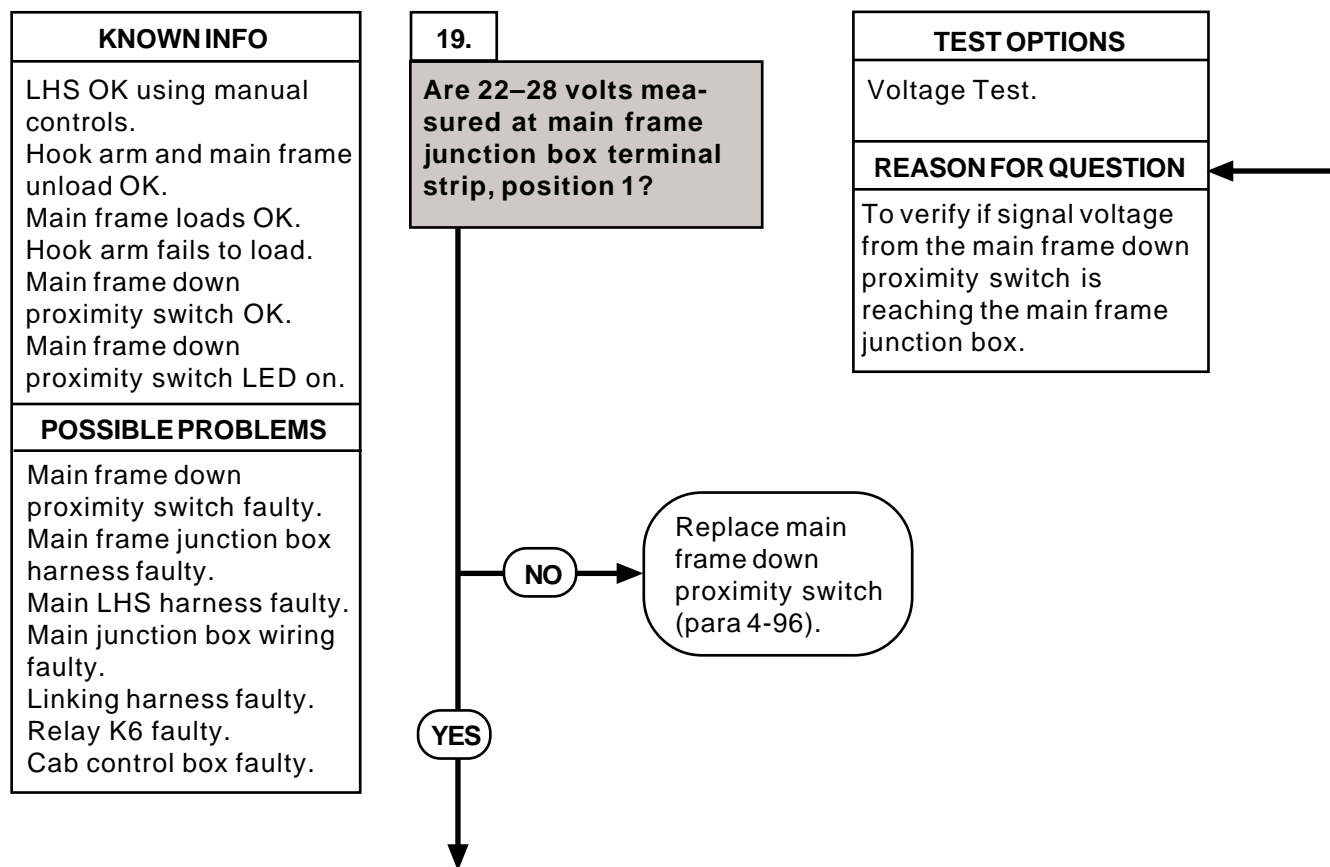 KNOWN INFO
LHS OK using manual
controls.
Hook arm and main frame
unload OK.
Main frame loads OK.
Hook arm fails to load.
Main frame down
proximity switch OK.
Main frame down
proximity switch LED on.
POSSIBLE PROBLEMS
Main frame down
proximity switch faulty.
Main frame junction box
harness faulty.
Main LHS harness faulty.
Main junction box wiring
faulty.
Linking harness faulty.
Relay K6 faulty.
Cab control box faulty.
19.
Are 22–28 volts mea-
sured at main frame
junction box terminal
strip, position 1?
NO
Replace main
frame down
proximity switch
(para 4-96).
YES
TEST OPTIONS
Voltage Test.
REASON FOR QUESTION
To verify if signal voltage
from the main frame down
proximity switch is
reaching the main frame
junction box.